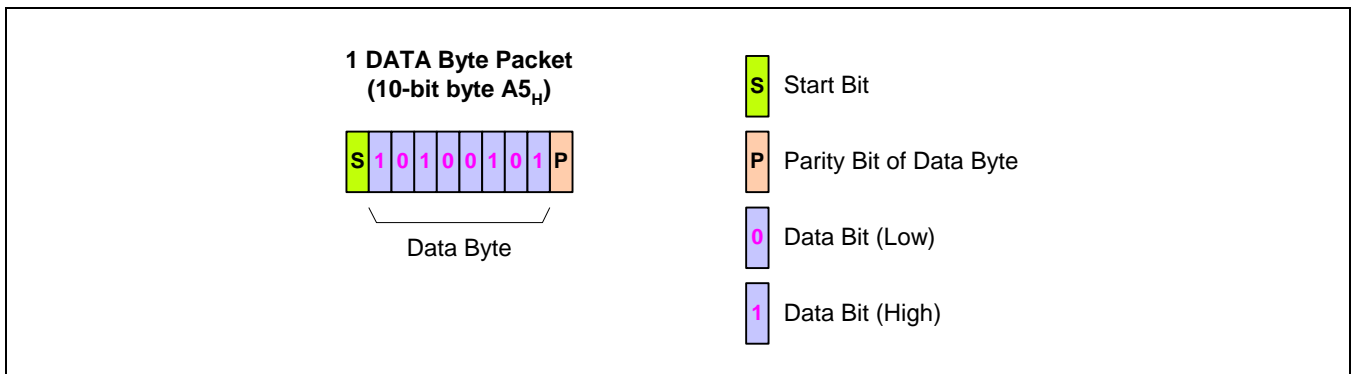 1 DATA Byte Packet
(10-bit byte A5H)
S 1 0 1 0 0 1 0 1 P
Data Byte
S Start Bit
P Parity Bit of Data Byte
0 Data Bit (Low)
1 Data Bit (High)